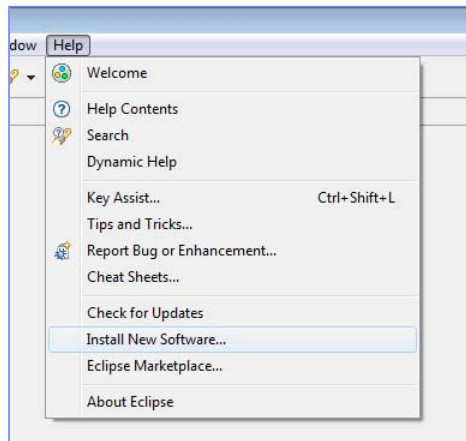 dow Help
Welcome
Help Contents
Search
Dynamic Help
Key Assist... Ctrl+Shift+L
Tips and Tricks...
Report Bug or Enhancement...
Cheat Sheets...
Check for Updates
Install New Software...
Eclipse Marketplace...
About Eclipse